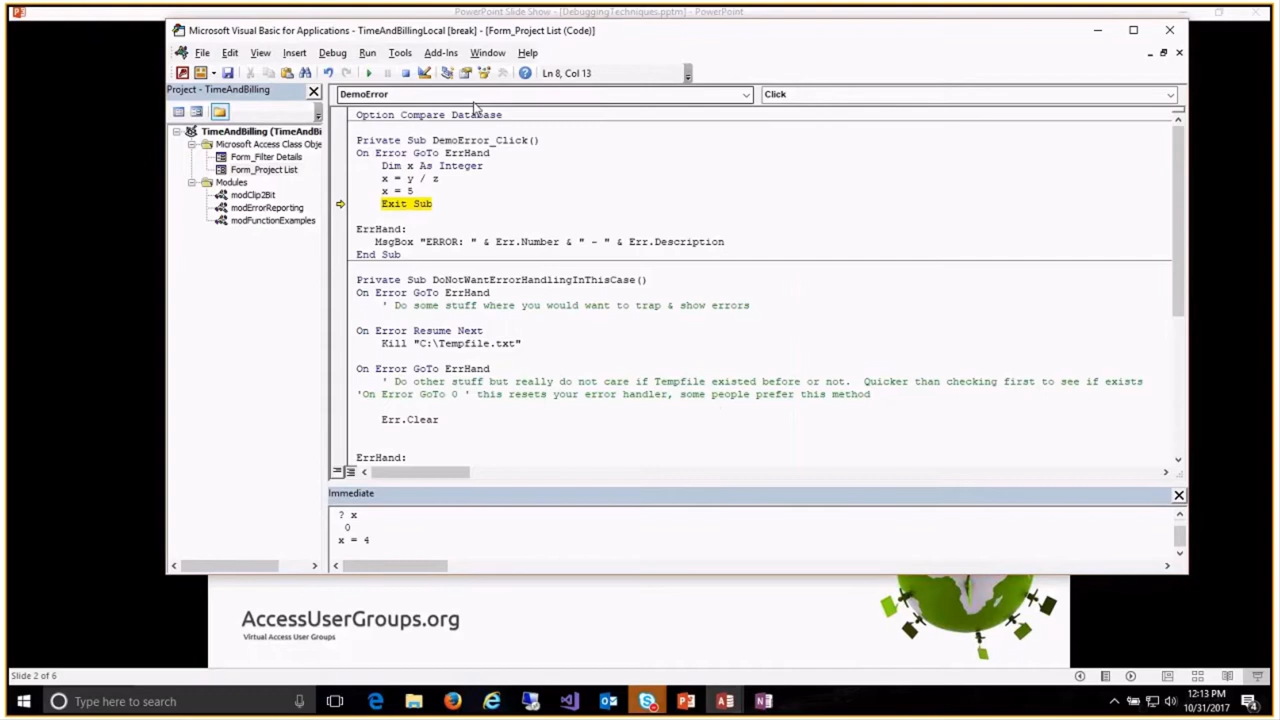 PowerPoint Slide Show - [DebuggingTechniques.pptm] - PowerPoint
Microsoft Visual Basic for Applications - TimeAndBillingLocal [break] - [Form_Project List (Code)]
File Edit View Insert Debug Run Tools Add-Ins Window Help
Ln 8, Col 13
Project - TimeAndBilling
DemoError
Click
TimeAndBilling (TimeAndBi
Microsoft Access Class Obje
Form_Filter Details
Form_Project List
Modules
modClip2Bit
modErrorReporting
modFunctionExamples
Option Compare Database
Private Sub DemoError_Click()
On Error GoTo ErrHand
Dim x As Integer
x = y / z
x = 5
Exit Sub
ErrHand:
MsgBox "ERROR: " & Err.Number & " - " & Err.Description
End Sub
Private Sub DoNotWantErrorHandlingInThisCase()
On Error GoTo ErrHand
' Do some stuff where you would want to trap & show errors
On Error Resume Next
Kill "C:\Tempfile.txt"
On Error GoTo ErrHand
' Do other stuff but really do not care if Tempfile existed before or not.  Quicker than checking first to see if exists
'On Error GoTo 0 ' this resets your error handler, some people prefer this method
Err.Clear
ErrHand:
Immediate
? x
0
x = 4
AccessUserGroups.org
Virtual Access User Groups
Slide 2 of 6
Type here to search
12:13 PM
10/31/2017
4